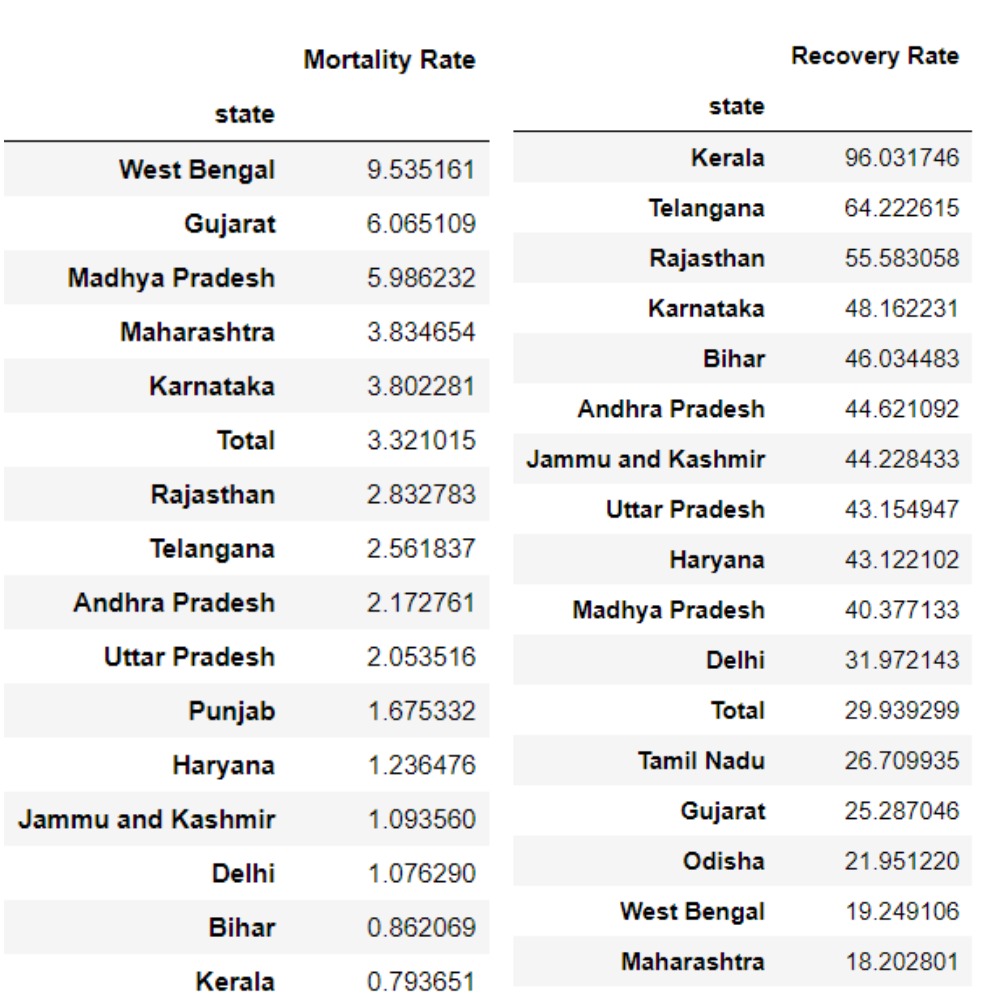 Mortality Rate
state
West Bengal 9.535161
Gujarat 6.065109
Madhya Pradesh 5.986232
Maharashtra 3.834654
Karnataka 3.802281
Total 3.321015
Rajasthan 2.832783
Telangana 2.561837
Andhra Pradesh 2.172761
Uttar Pradesh 2.053516
Punjab 1.675332
Haryana 1.236476
Jammu and Kashmir 1.093560
Delhi 1.076290
Bihar 0.862069
Kerala 0.793651
Recovery Rate
state
Kerala 96.031746
Telangana 64.222615
Rajasthan 55.583058
Karnataka 48.162231
Bihar 46.034483
Andhra Pradesh 44.621092
Jammu and Kashmir 44.228433
Uttar Pradesh 43.154947
Haryana 43.122102
Madhya Pradesh 40.377133
Delhi 31.972143
Total 29.939299
Tamil Nadu 26.709935
Gujarat 25.287046
Odisha 21.951220
West Bengal 19.249106
Maharashtra 18.202801